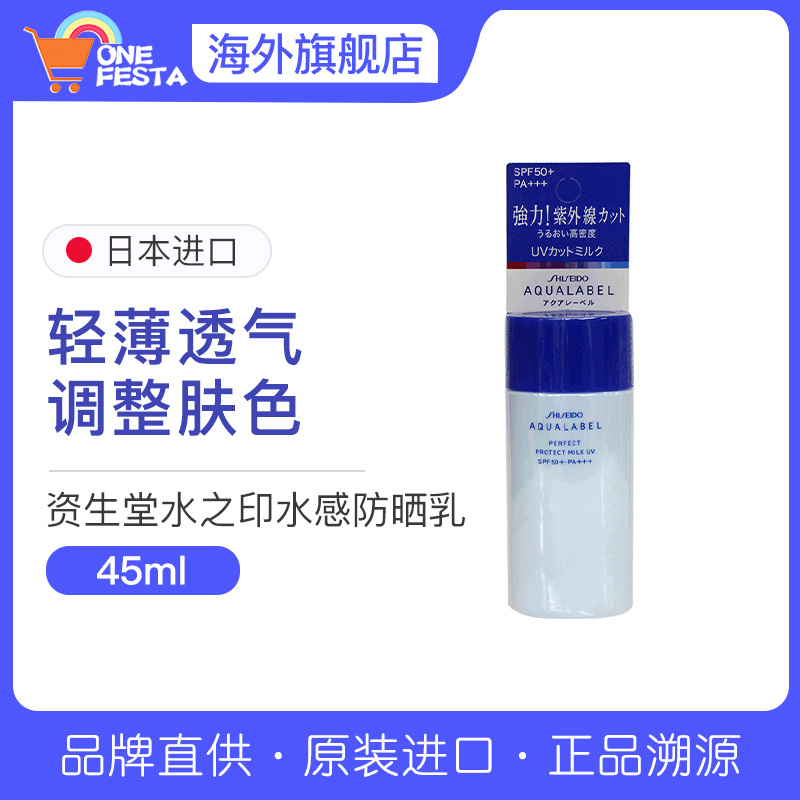 ONE
FESTA
海外旗舰店
SPF50+
PA+++
強力!紫外線カット
うるおい高密度
UVカットミルク
SHISEIDO
AQUALABEL
アクアレーベル
日本进口
轻薄透气
调整肤色
SHISEIDO
AQUALABEL
PERFECT
PROTECT MILK UV
SPF50+・PA+++
资生堂水之印水感防晒乳
45ml
品牌直供·原装进口·正品溯源